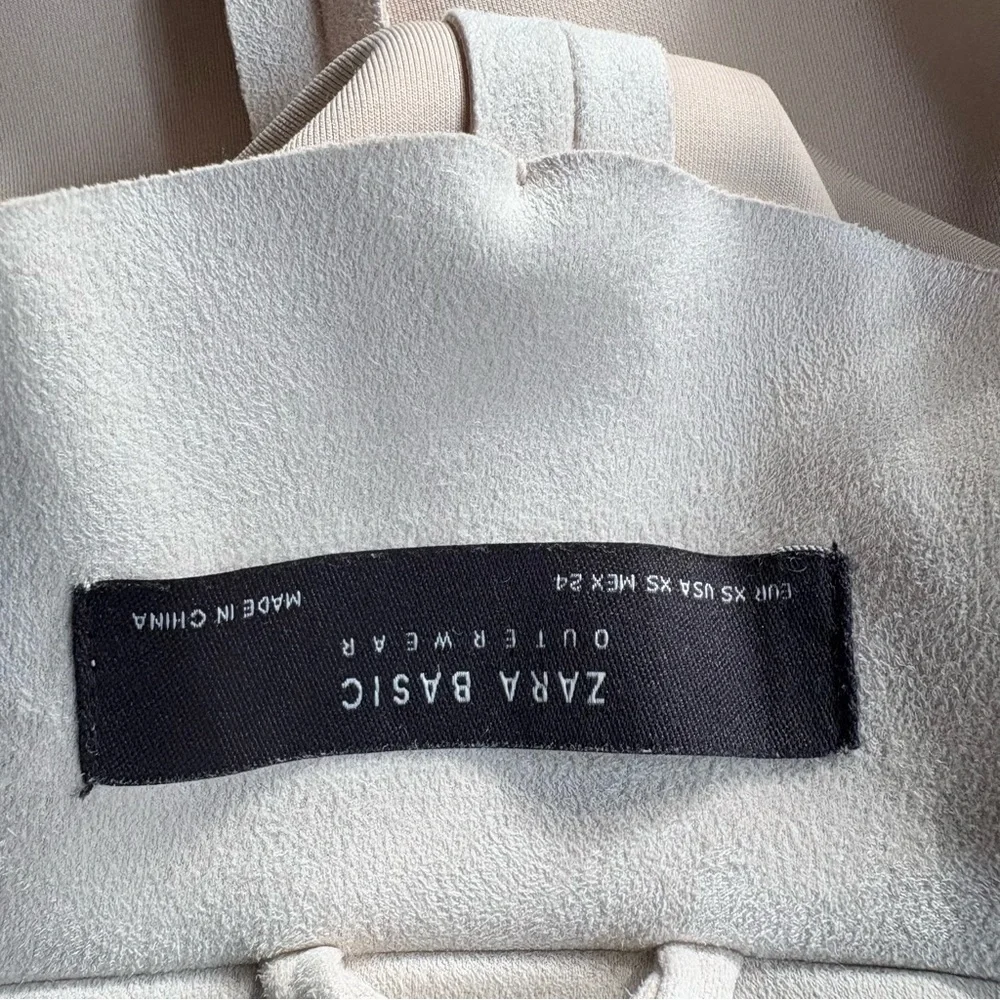 ZARA BASIC
OUTERWEAR
EUR XS USA XS MEX 24
MADE IN CHINA